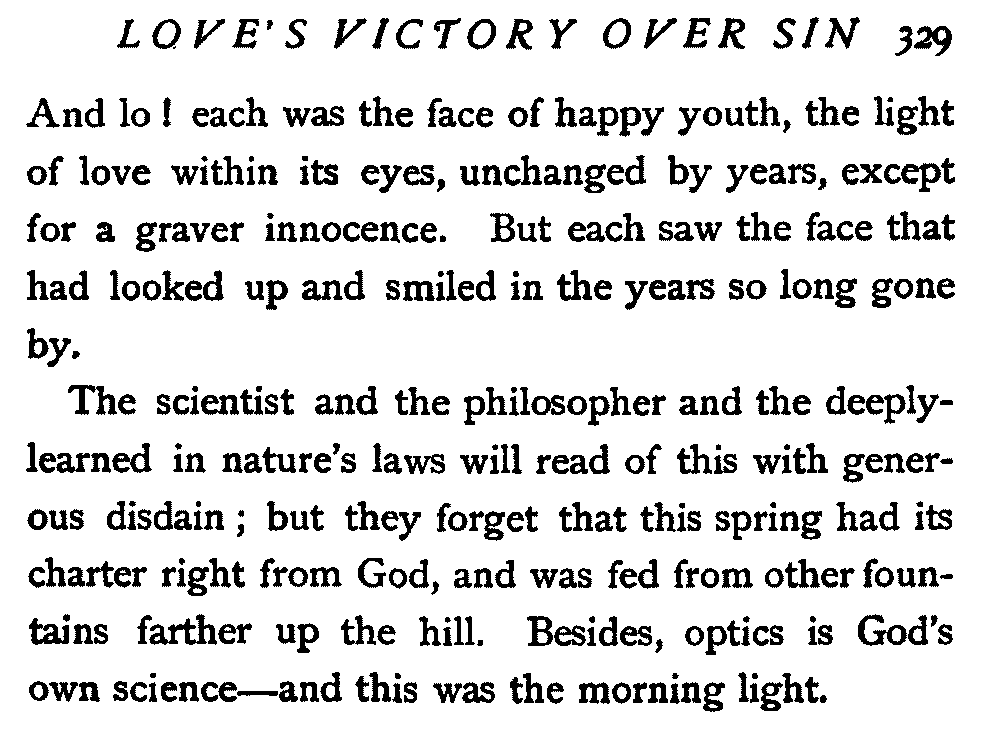 LOVE'S VICTORY OVER SIN 329
And lo! each was the face of happy youth, the light
of love within its eyes, unchanged by years, except
for a graver innocence. But each saw the face that
had looked up and smiled in the years so long gone
by.
The scientist and the philosopher and the deeply-
learned in nature's laws will read of this with gener-
ous disdain; but they forget that this spring had its
charter right from God, and was fed from other foun-
tains farther up the hill. Besides, optics is God's
own science—and this was the morning light.